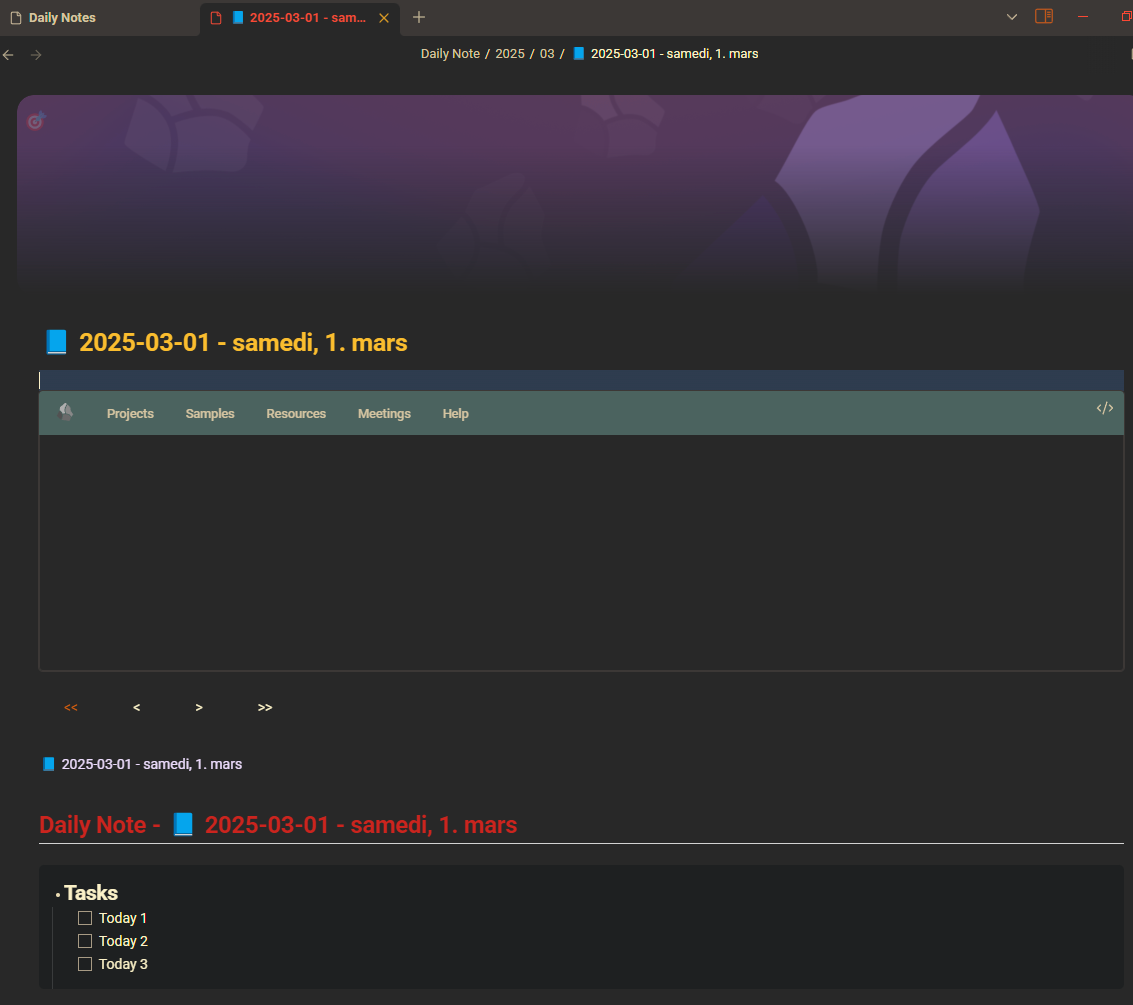 Daily Notes
📘 2025-03-01 - sam...
Daily Note / 2025 / 03 / 📘 2025-03-01 - samedi, 1. mars
📘 2025-03-01 - samedi, 1. mars
Projects Samples Resources Meetings Help </>
<< < > >>
📘 2025-03-01 - samedi, 1. mars
Daily Note - 📘 2025-03-01 - samedi, 1. mars
• Tasks
Today 1
Today 2
Today 3